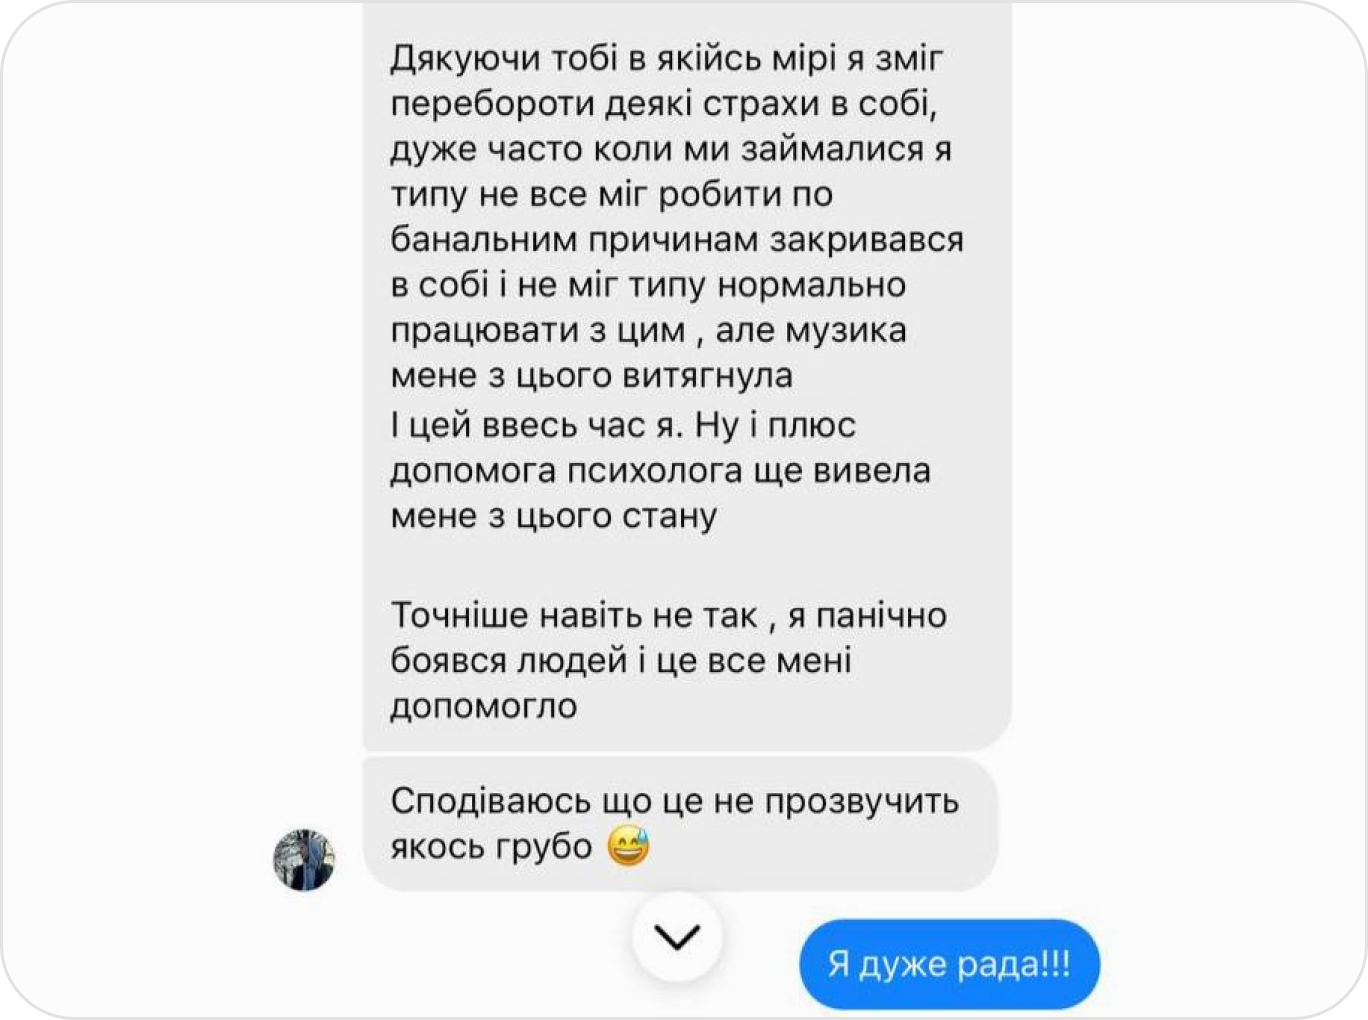 Дякуючи тобі в якійсь мірі я зміг
перебороти деякі страхи в собі,
дуже часто коли ми займалися я
типу не все міг робити по
банальним причинам закривався
в собі і не міг типу нормально
працювати з цим , але музика
мене з цього витягнула
І цей ввесь час я. Ну і плюс
допомога психолога ще вивела
мене з цього стану
Точніше навіть не так , я панічно
боявся людей і це все мені
допомогло
Сподіваюсь що це не прозвучить
якось грубо 😅
Я дуже рада!!!